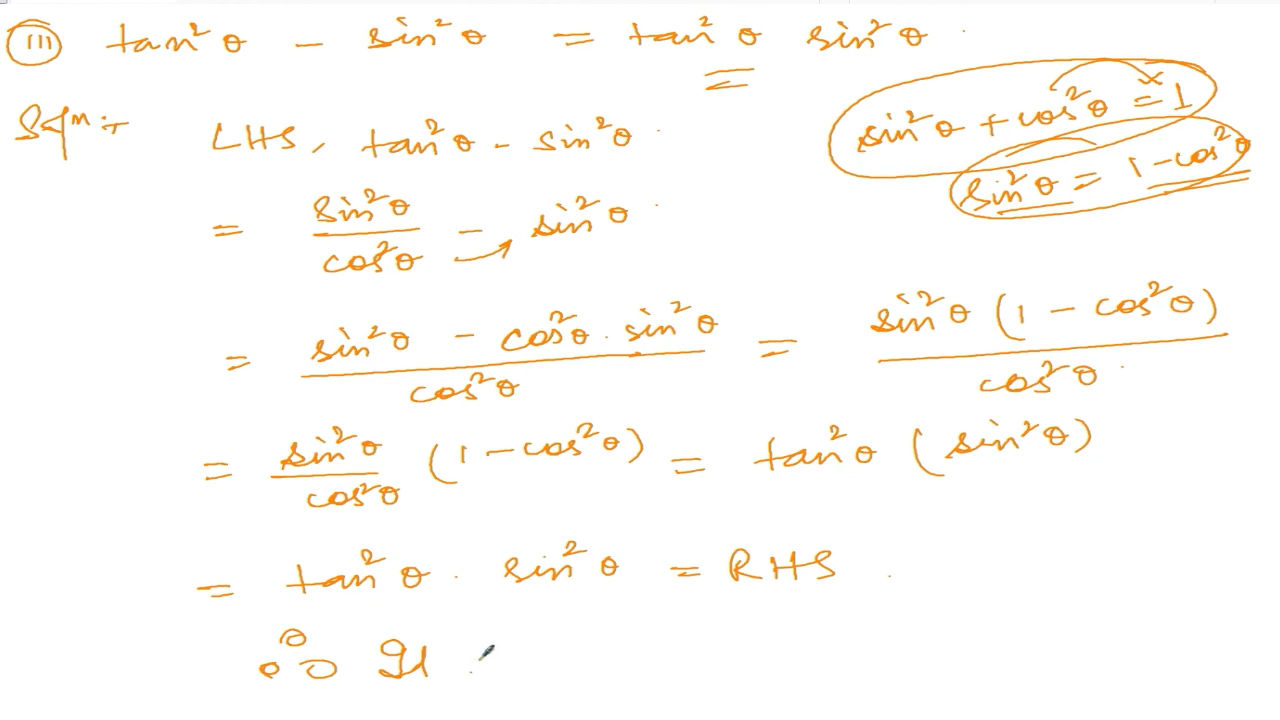 (III) tan²θ - sin²θ = tan²θ sin²θ.
sin²θ + cos²θ = 1
sin²θ = 1 - cos²θ
Solⁿ:- LHS, tan²θ - sin²θ.
= sin²θ/cos²θ - sin²θ.
= (sin²θ - cos²θ . sin²θ)/cos²θ = sin²θ (1 - cos²θ)/cos²θ.
= sin²θ/cos²θ (1 - cos²θ) = tan²θ (sin²θ)
= tan²θ . sin²θ = RHS.